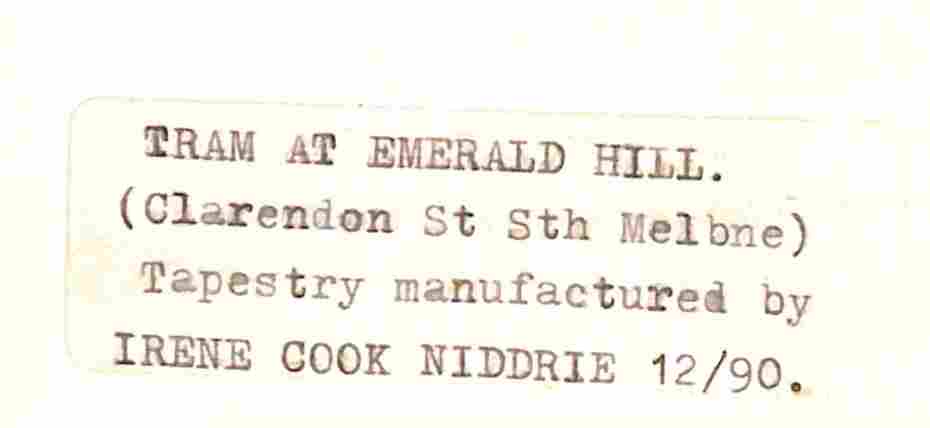 TRAM AT EMERALD HILL.
(Clarendon St Sth Melbne)
Tapestry manufactured by
IRENE COOK NIDDRIE 12/90.